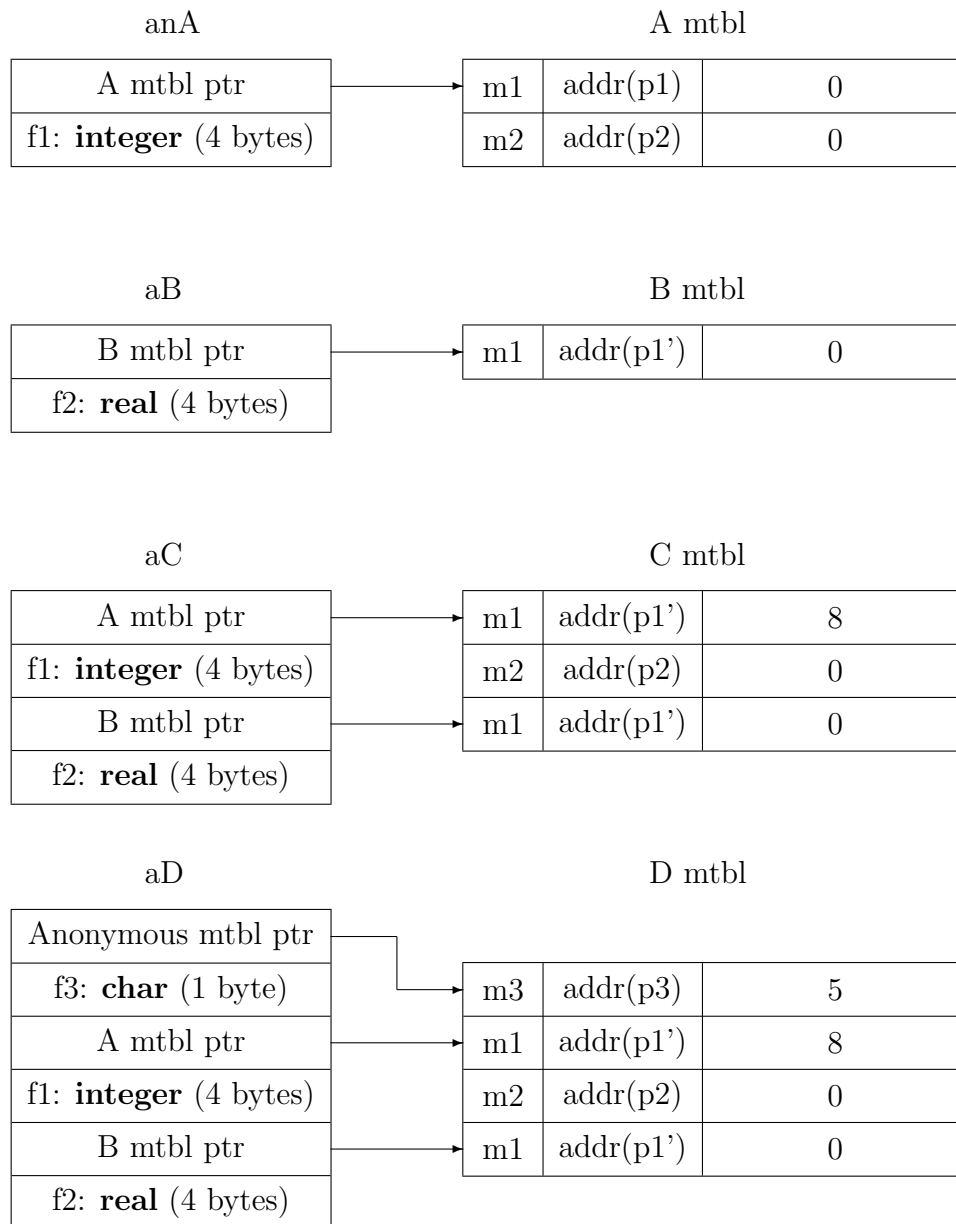 anA A mtbl
A mtbl ptr m1 addr(p1) 0
f1: integer (4 bytes) m2 addr(p2) 0
aB B mtbl
B mtbl ptr m1 addr(p1') 0
f2: real (4 bytes)
aC C mtbl
A mtbl ptr m1 addr(p1') 8
f1: integer (4 bytes) m2 addr(p2) 0
B mtbl ptr m1 addr(p1') 0
f2: real (4 bytes)
aD D mtbl
Anonymous mtbl ptr
f3: char (1 byte) m3 addr(p3) 5
A mtbl ptr m1 addr(p1') 8
f1: integer (4 bytes) m2 addr(p2) 0
B mtbl ptr m1 addr(p1') 0
f2: real (4 bytes)